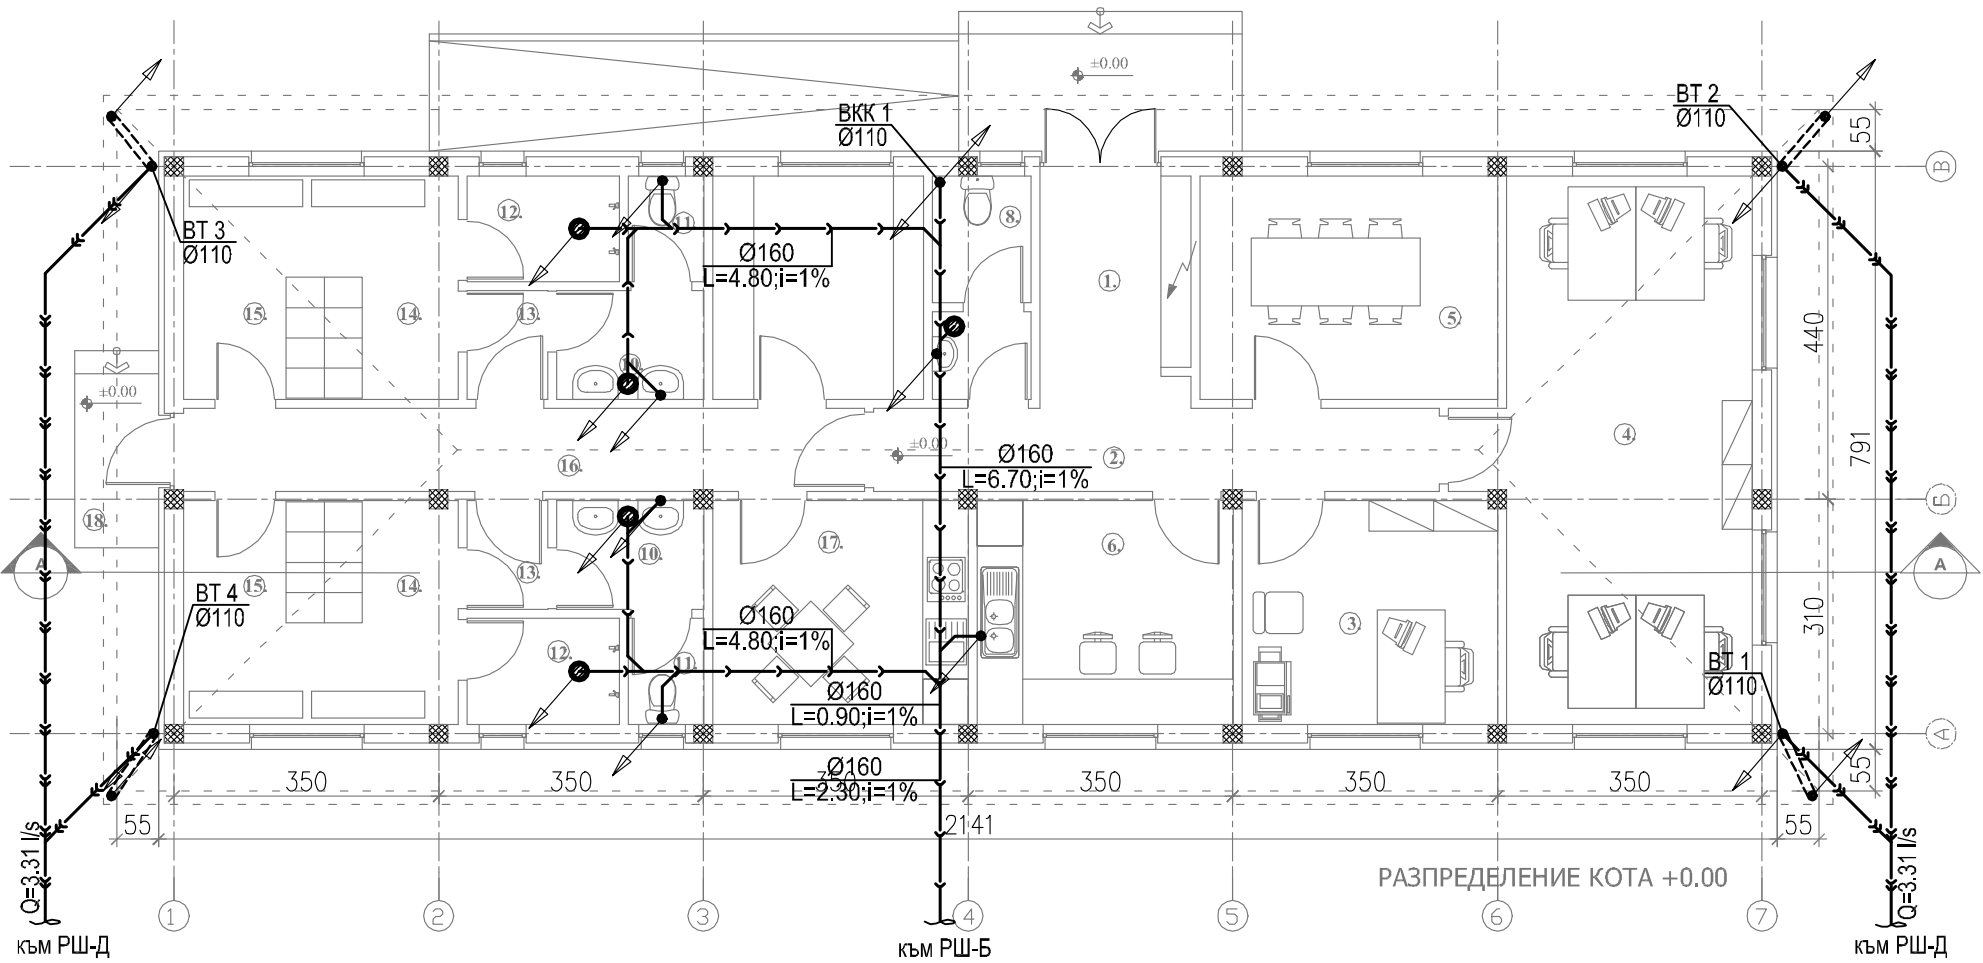 ±0.00
ВКК 1
Ø110
ВТ 2
Ø110
55
В
ВТ 3
Ø110
12.
11.
8.
Ø160
L=4.80;i=1%
1.
15.
14.
13.
5.
440
±0.00
10.
±0.00
16.
2.
4.
791
Ø160
L=6.70;i=1%
Б
18.
17.
6.
10.
А
А
15.
14.
13.
ВТ 4
Ø110
Ø160
L=4.80;i=1%
3.
310
12.
11.
ВТ 1
Ø110
Ø160
L=0.90;i=1%
А
Ø160
L=2.30;i=1%
350
350
350
350
350
350
55
55
2141
55
Q=3.31 l/s
Q=3.31 l/s
РАЗПРЕДЕЛЕНИЕ КОТА +0.00
1
2
3
4
5
6
7
към РШ-Д
към РШ-Б
към РШ-Д